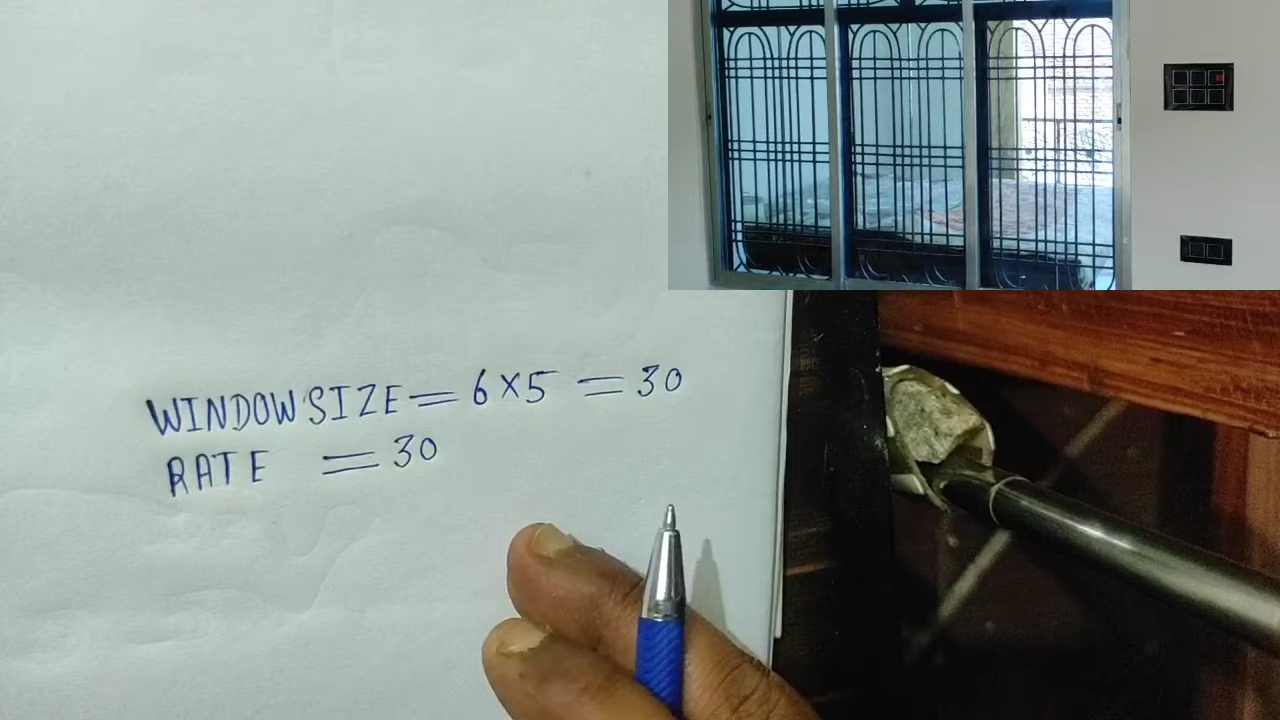 WINDOW SIZE = 6 X 5 = 30
RATE = 30